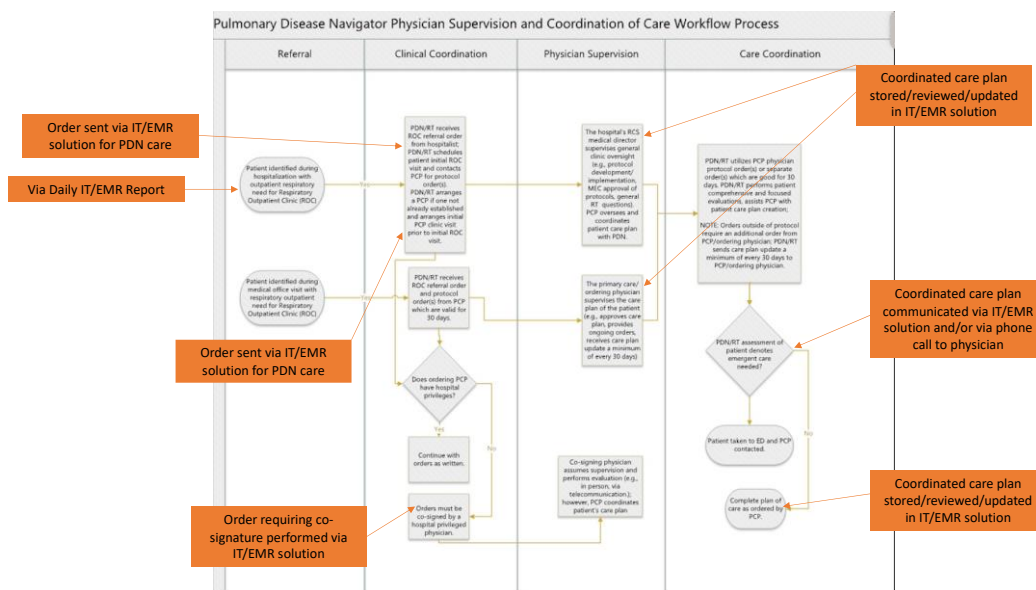 Pulmonary Disease Navigator Physician Supervision and Coordination of Care Workflow Process
Referral
Clinical Coordination
Physician Supervision
Care Coordination
Order sent via IT/EMR
solution for PDN care
Via Daily IT/EMR Report
Patient identified during
hospitalization with
outpatient respiratory
need for Respiratory
Outpatient Clinic (ROC)
Yes
Patient identified during
medical office visit with
respiratory outpatient
need for Respiratory
Outpatient Clinic (ROC)
Yes
PDN/RT receives
ROC referral order
from hospitalist;
PDN/RT schedules
patient initial ROC
visit and contacts
PCP for protocol
order(s).
PDN/RT arranges
a PCP if one not
already established
and arranges initial
PCP clinic visit
prior to initial ROC
visit.
PDN/RT receives
ROC referral order
and protocol
order(s) from PCP
which are valid for
30 days.
Order sent via IT/EMR
solution for PDN care
Does ordering PCP
have hospital
privileges?
Yes
No
Continue with
orders as written.
Orders must be
co-signed by a
hospital privileged
physician.
Order requiring co-
signature performed via
IT/EMR solution
The hospital's RCS
medical director
supervises general
clinic oversight
(e.g., protocol
development/
implementation,
MEC approval of
protocols, general
RT questions).
PCP oversees and
coordinates
patient care plan
with PDN.
The primary care/
ordering physician
supervises the care
plan of the patient
(e.g., approves care
plan, provides
ongoing orders,
receives care plan
update a minimum
of every 30 days)
Co-signing physician
assumes supervision and
performs evaluation (e.g.,
in person, via
telecommunication.);
however, PCP coordinates
patient's care plan
PDN/RT utilizes PCP physician
protocol order(s) or separate
order(s) which are good for 30
days. PDN/RT performs patient
comprehensive and focused
evaluations, assists PCP with
patient care plan creation;
NOTE: Orders outside of protocol
require an additional order from
PCP/ordering physician; PDN/RT
sends care plan update a
minimum of every 30 days to
PCP/ordering physician.
PDN/RT assessment of
patient denotes
emergent care
needed?
No
Patient taken to ED and PCP
contacted.
Complete plan of
care as ordered by
PCP.
Coordinated care plan
stored/reviewed/updated
in IT/EMR solution
Coordinated care plan
communicated via IT/EMR
solution and/or via phone
call to physician
Coordinated care plan
stored/reviewed/updated
in IT/EMR solution